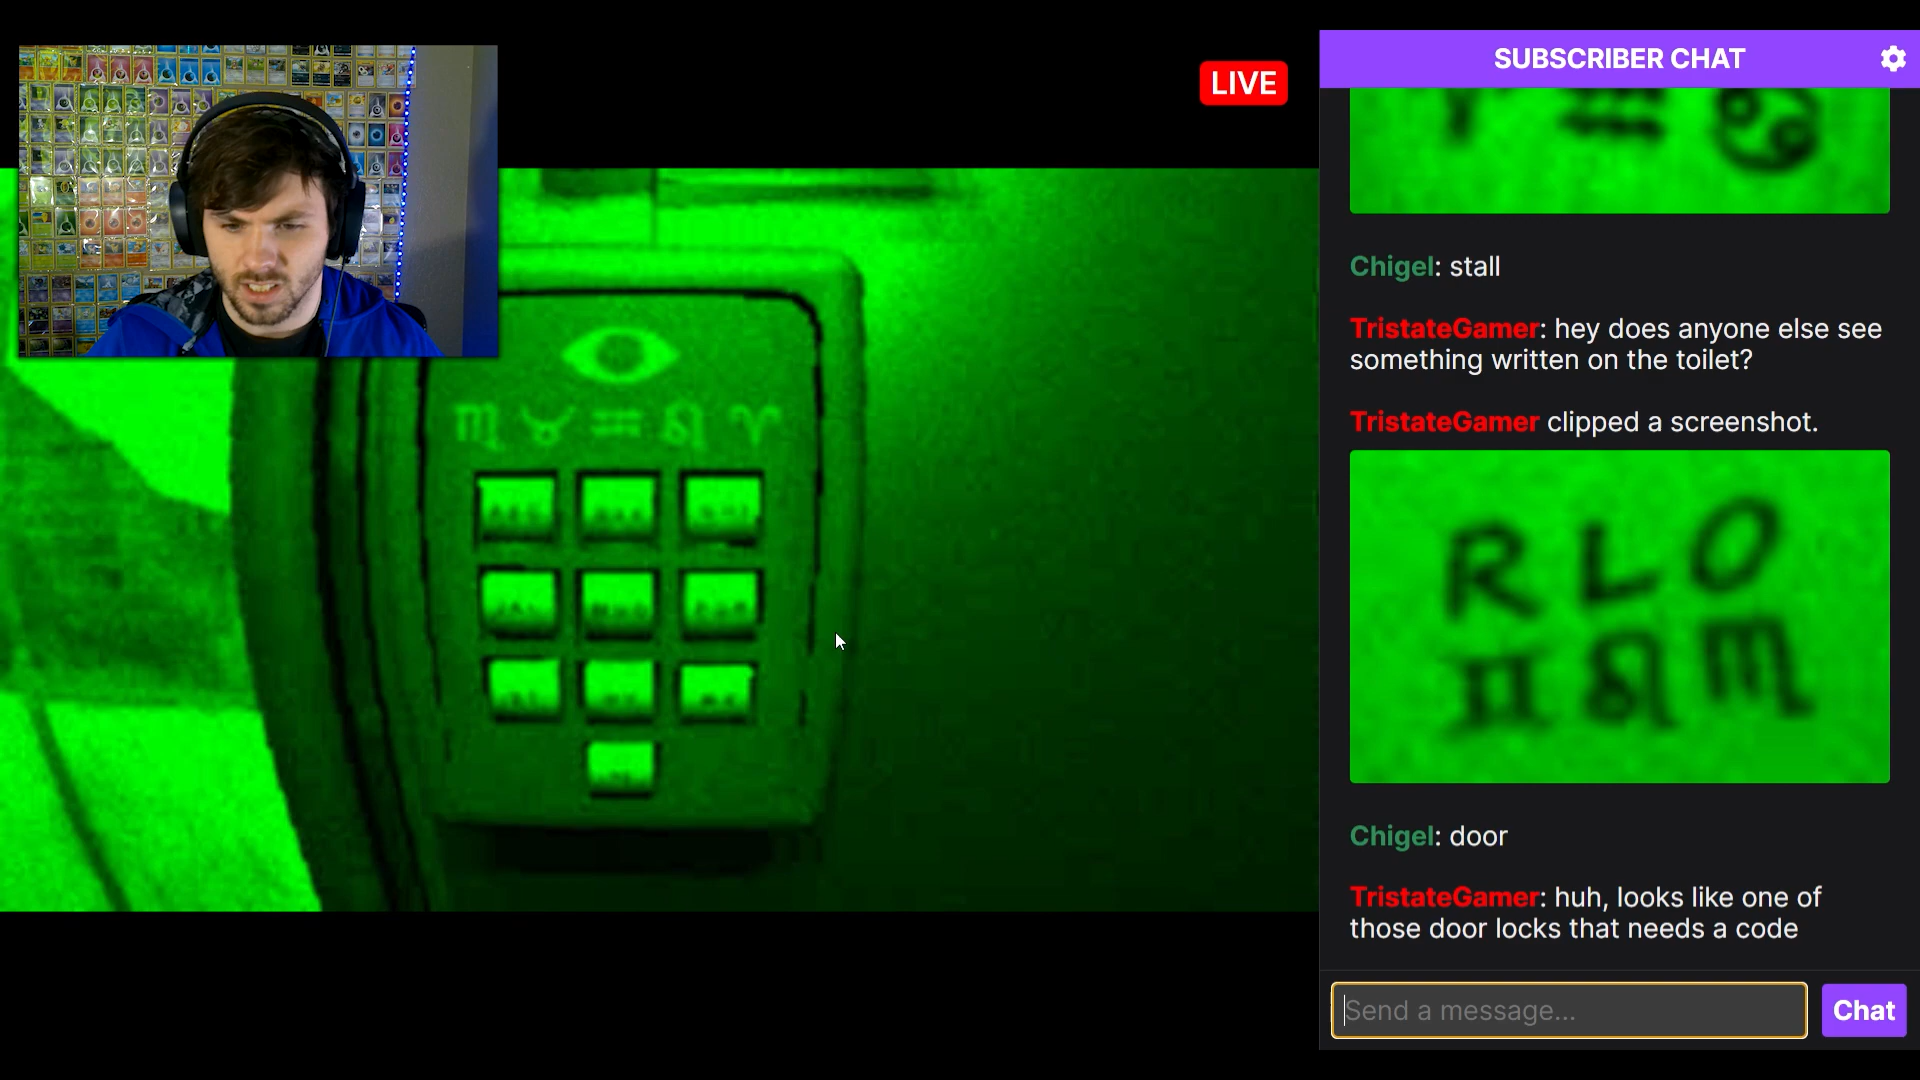 LIVE
♏ ♉ ♒ ♌ ♈
SUBSCRIBER CHAT
♈ ♒ ♋
Chigel: stall
TristateGamer: hey does anyone else see
something written on the toilet?
TristateGamer clipped a screenshot.
R L O
♊ ♌ ♏
Chigel: door
TristateGamer: huh, looks like one of
those door locks that needs a code
Send a message...
Chat